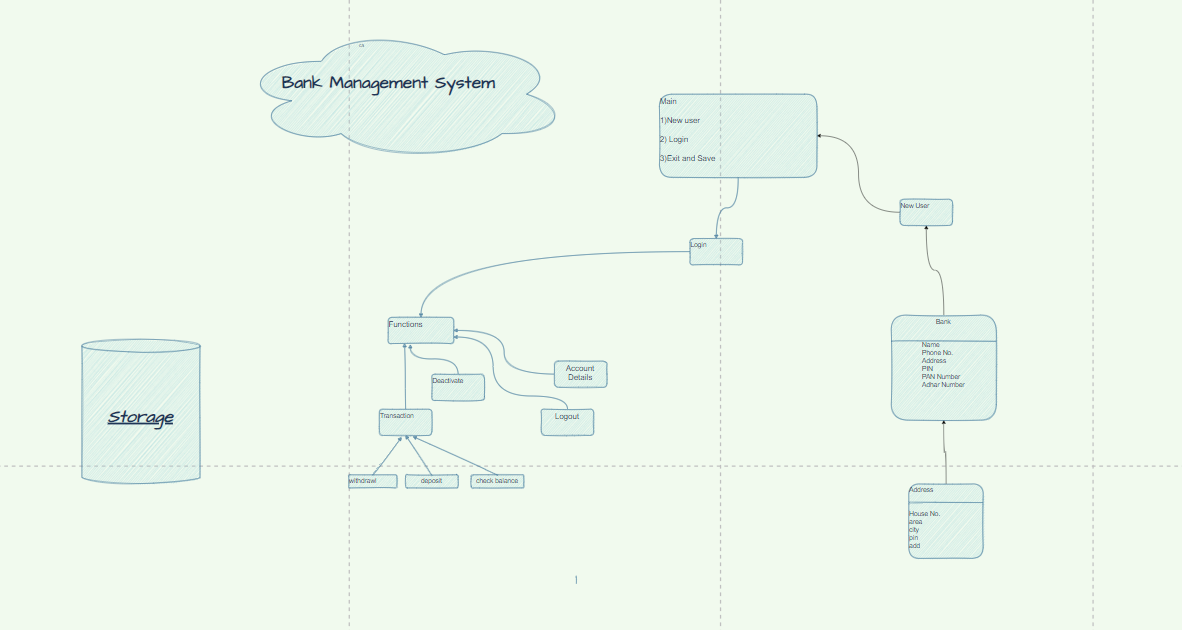 Bank Management System
Main
1)New user
2) Login
3)Exit and Save
New User
Login
Functions
Bank
Name
Phone No.
Address
PIN
PAN Number
Adhar Number
Account
Details
Deactivate
Transaction
Logout
Storage
withdrawl
deposit
check balance
Address
House No.
area
city
pin
add